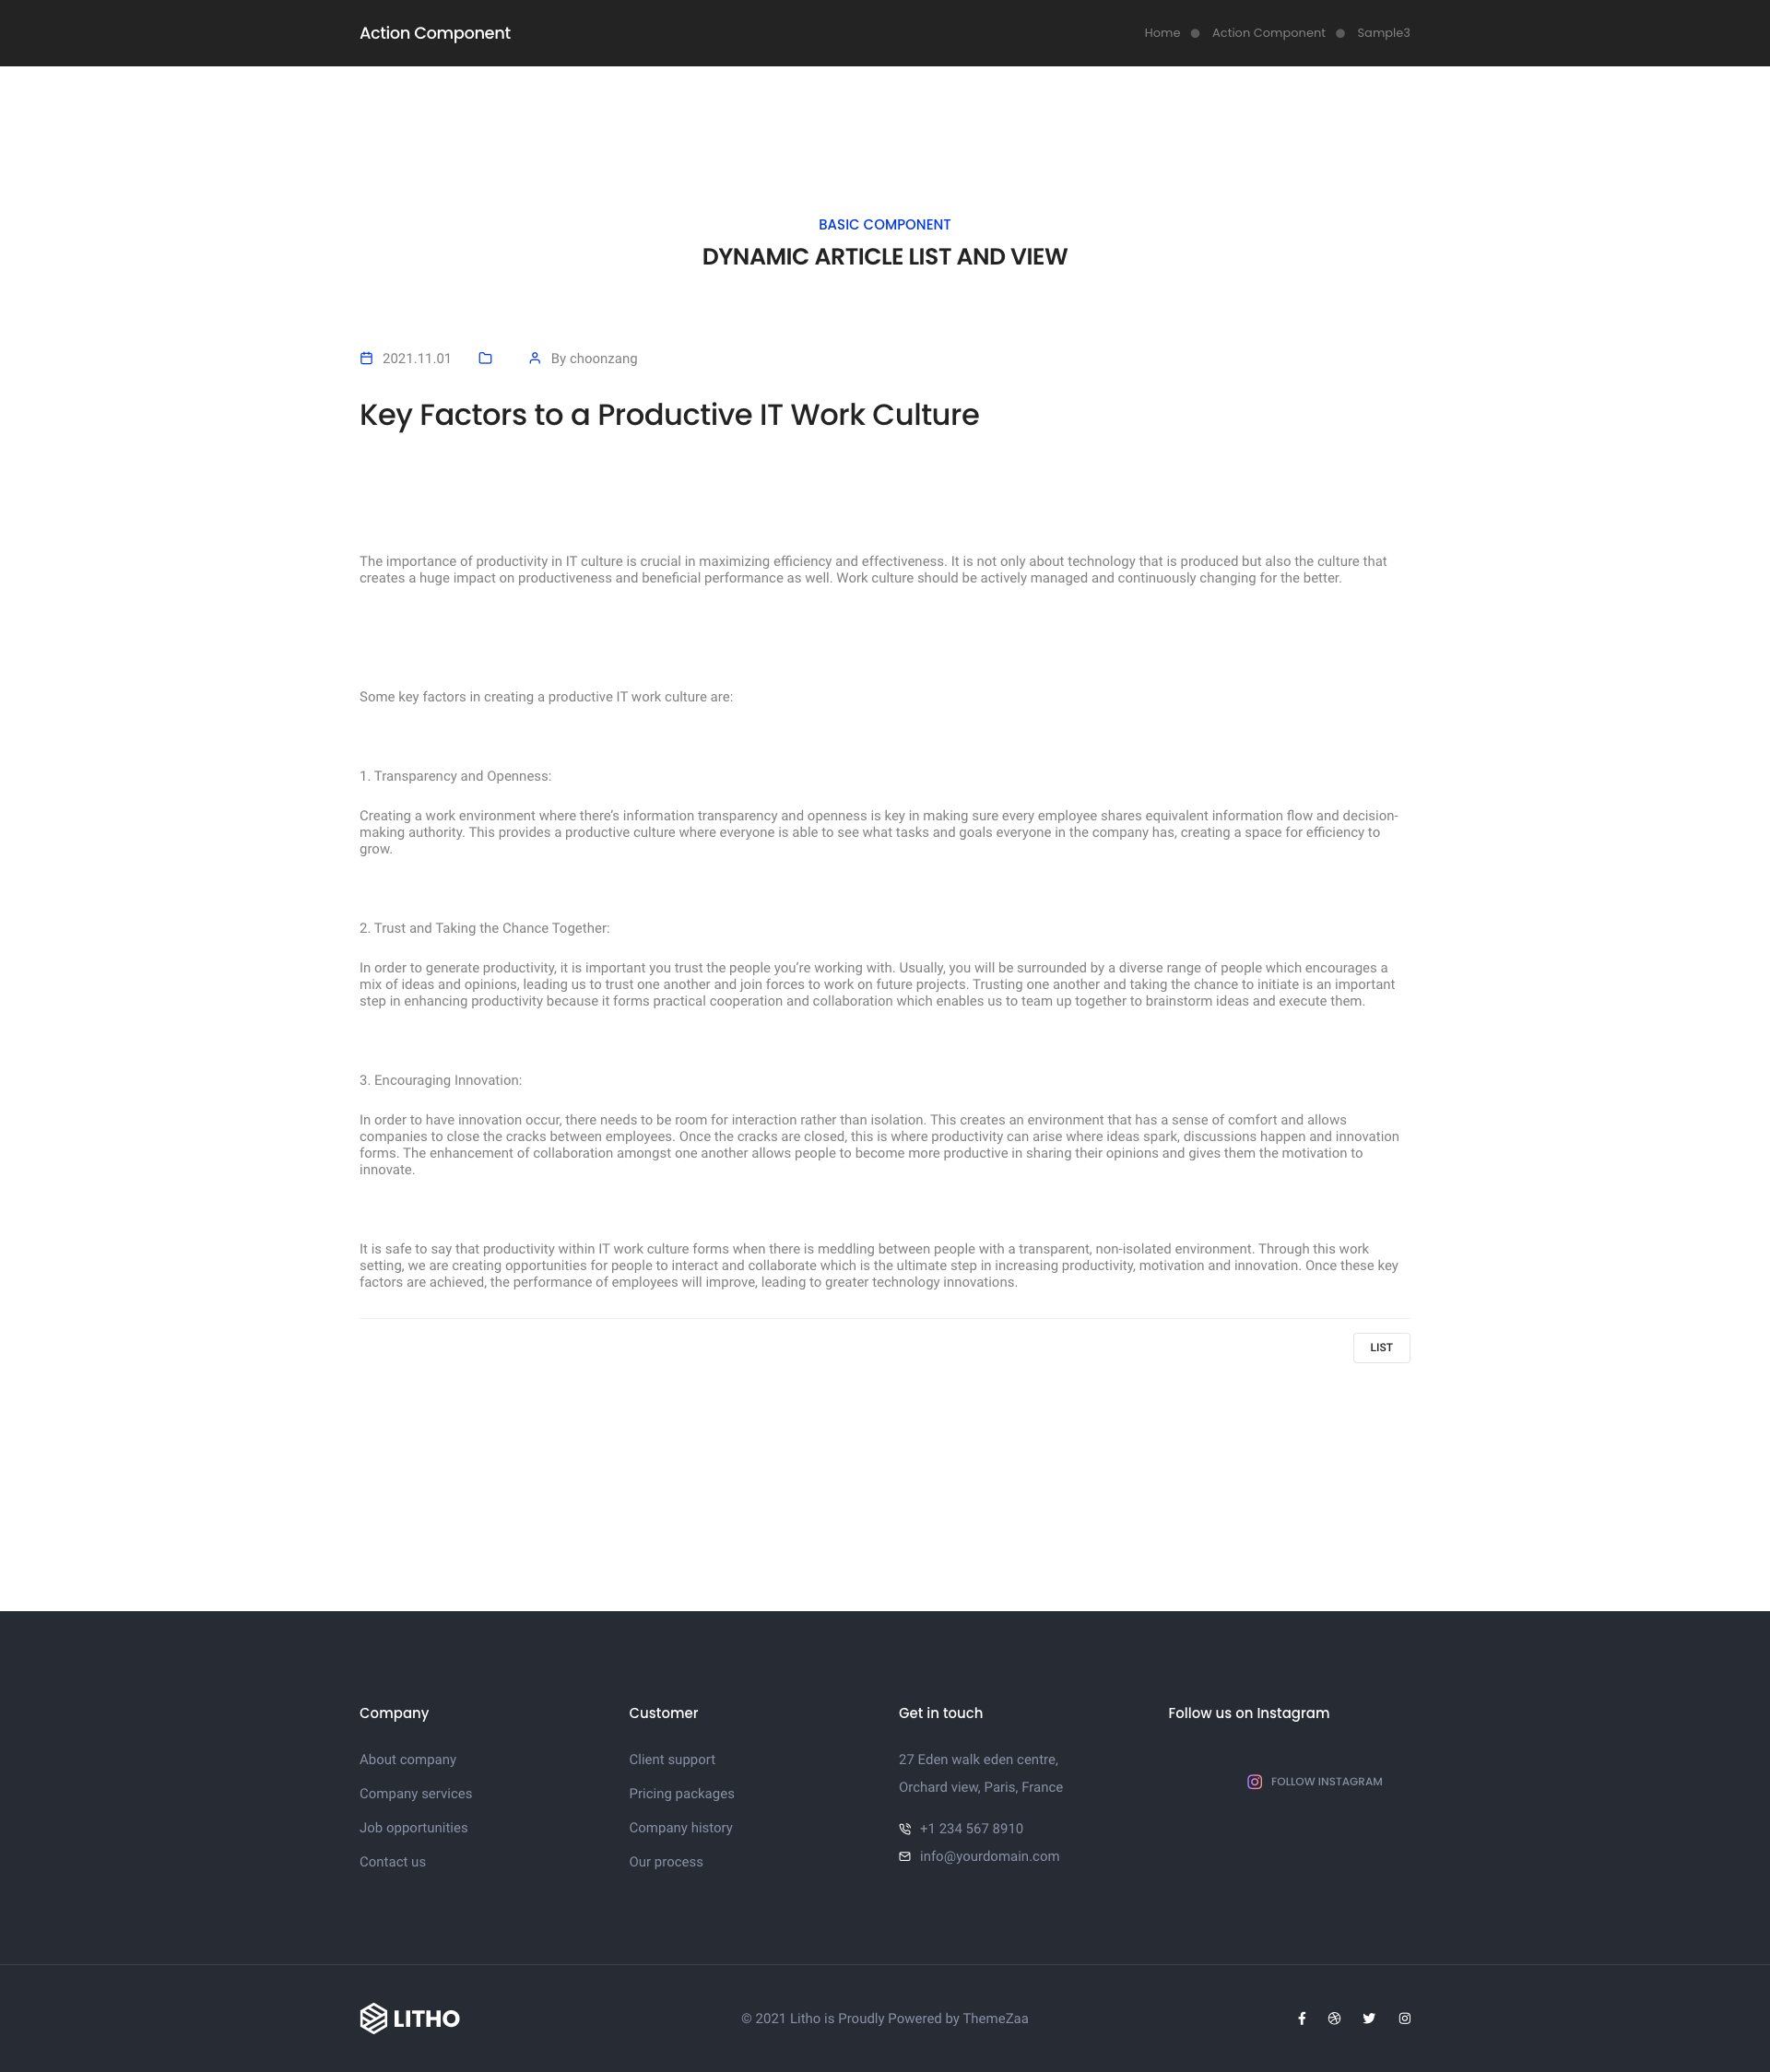 Action Component
Home Action Component Sample3
BASIC COMPONENT
DYNAMIC ARTICLE LIST AND VIEW
2021.11.01 By choonzang
Key Factors to a Productive IT Work Culture
The importance of productivity in IT culture is crucial in maximizing efficiency and effectiveness. It is not only about technology that is produced but also the culture that
creates a huge impact on productiveness and beneficial performance as well. Work culture should be actively managed and continuously changing for the better.
Some key factors in creating a productive IT work culture are:
1. Transparency and Openness:
Creating a work environment where there’s information transparency and openness is key in making sure every employee shares equivalent information flow and decision-
making authority. This provides a productive culture where everyone is able to see what tasks and goals everyone in the company has, creating a space for efficiency to
grow.
2. Trust and Taking the Chance Together:
In order to generate productivity, it is important you trust the people you’re working with. Usually, you will be surrounded by a diverse range of people which encourages a
mix of ideas and opinions, leading us to trust one another and join forces to work on future projects. Trusting one another and taking the chance to initiate is an important
step in enhancing productivity because it forms practical cooperation and collaboration which enables us to team up together to brainstorm ideas and execute them.
3. Encouraging Innovation:
In order to have innovation occur, there needs to be room for interaction rather than isolation. This creates an environment that has a sense of comfort and allows
companies to close the cracks between employees. Once the cracks are closed, this is where productivity can arise where ideas spark, discussions happen and innovation
forms. The enhancement of collaboration amongst one another allows people to become more productive in sharing their opinions and gives them the motivation to
innovate.
It is safe to say that productivity within IT work culture forms when there is meddling between people with a transparent, non-isolated environment. Through this work
setting, we are creating opportunities for people to interact and collaborate which is the ultimate step in increasing productivity, motivation and innovation. Once these key
factors are achieved, the performance of employees will improve, leading to greater technology innovations.
LIST
Company
About company
Company services
Job opportunities
Contact us
Customer
Client support
Pricing packages
Company history
Our process
Get in touch
27 Eden walk eden centre,
Orchard view, Paris, France
+1 234 567 8910
info@yourdomain.com
Follow us on Instagram
FOLLOW INSTAGRAM
LITHO
© 2021 Litho is Proudly Powered by ThemeZaa